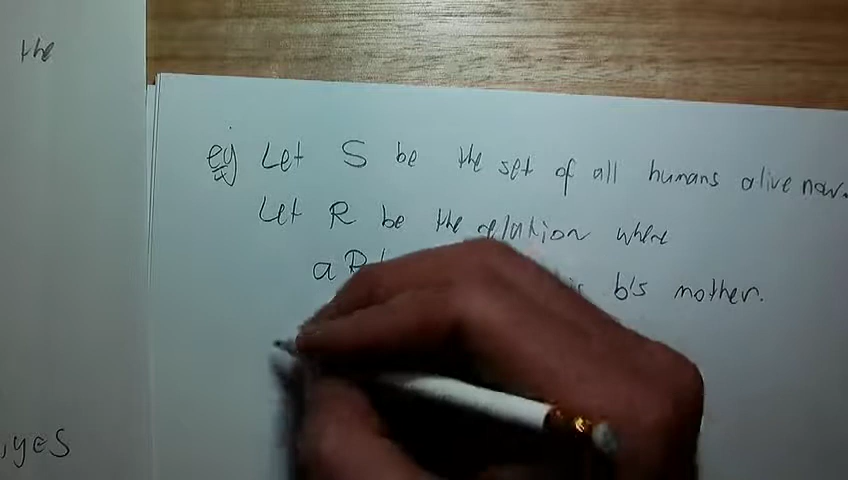 the
eg Let S be the set of all humans alive now.
Let R be the relation where
a R b's mother.
, yes